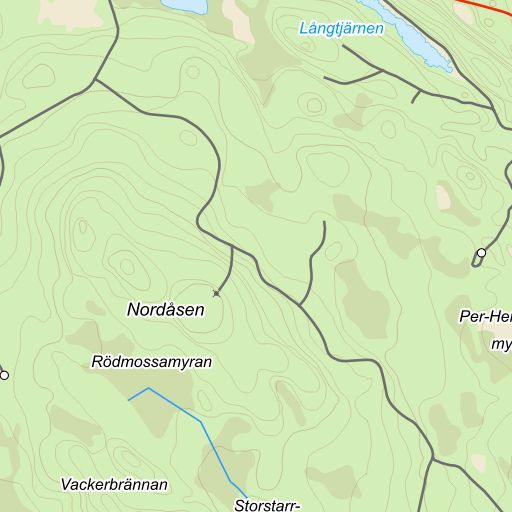 Långtjärnen
Nordåsen
Per-Her
my
Rödmossamyran
Vackerbrännan
Storstarr-